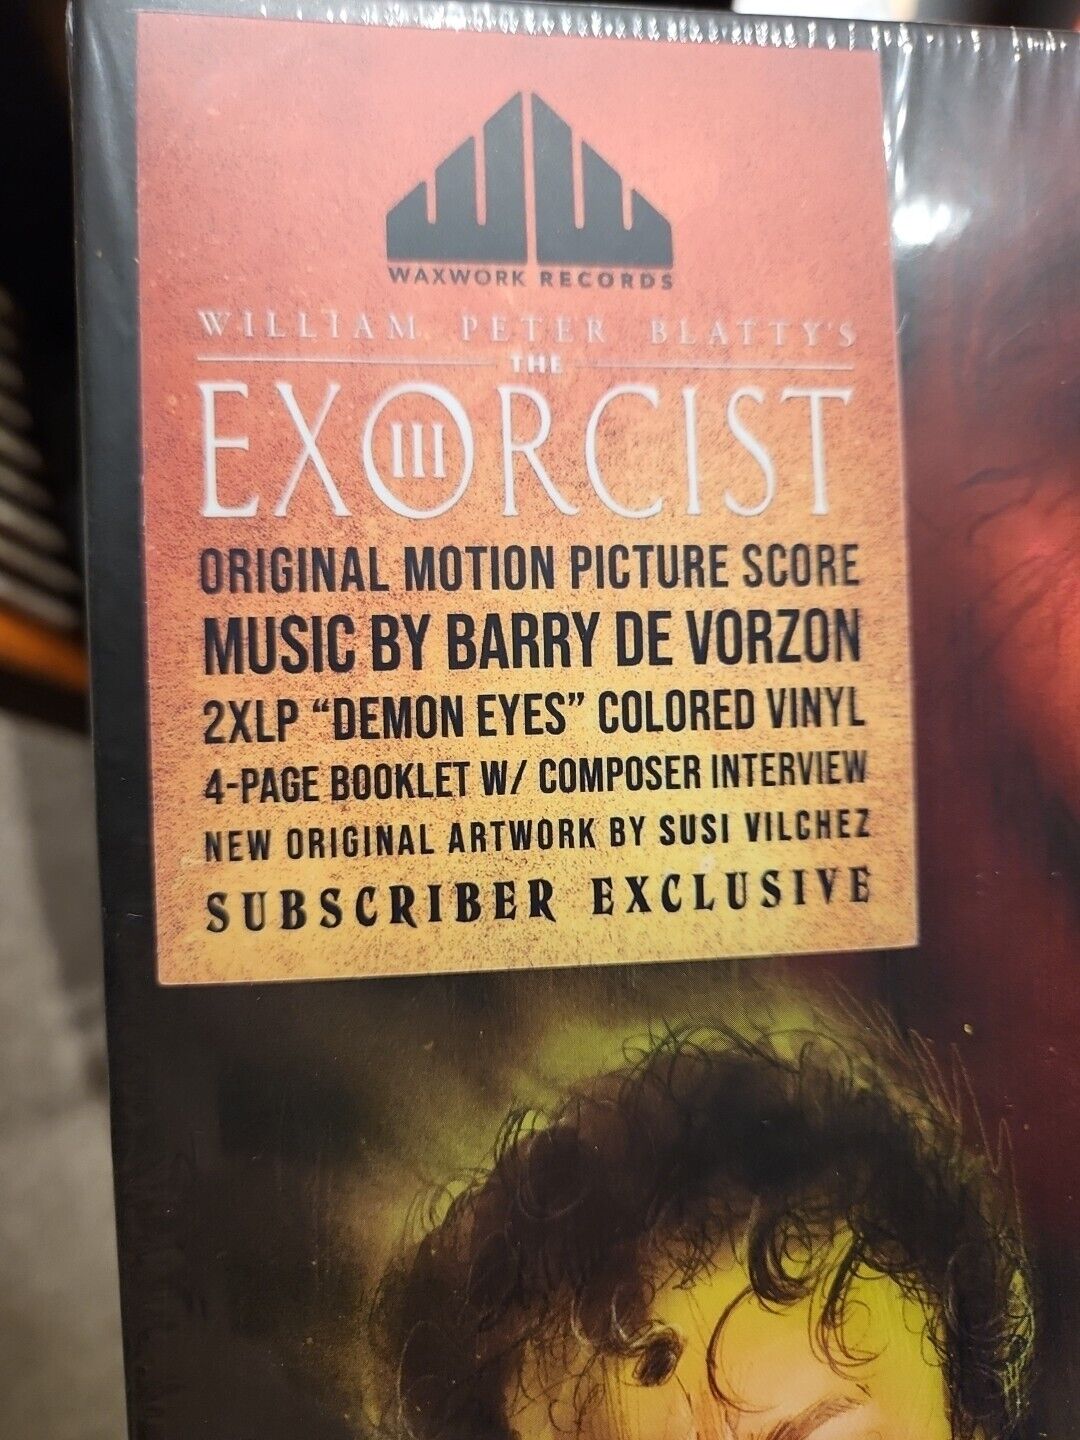 WAXWORK RECORDS
WILLIAM PETER BLATTY'S
THE
EXORCIST
III
ORIGINAL MOTION PICTURE SCORE
MUSIC BY BARRY DE VORZON
2XLP “DEMON EYES” COLORED VINYL
4-PAGE BOOKLET W/ COMPOSER INTERVIEW
NEW ORIGINAL ARTWORK BY SUSI VILCHEZ
SUBSCRIBER EXCLUSIVE